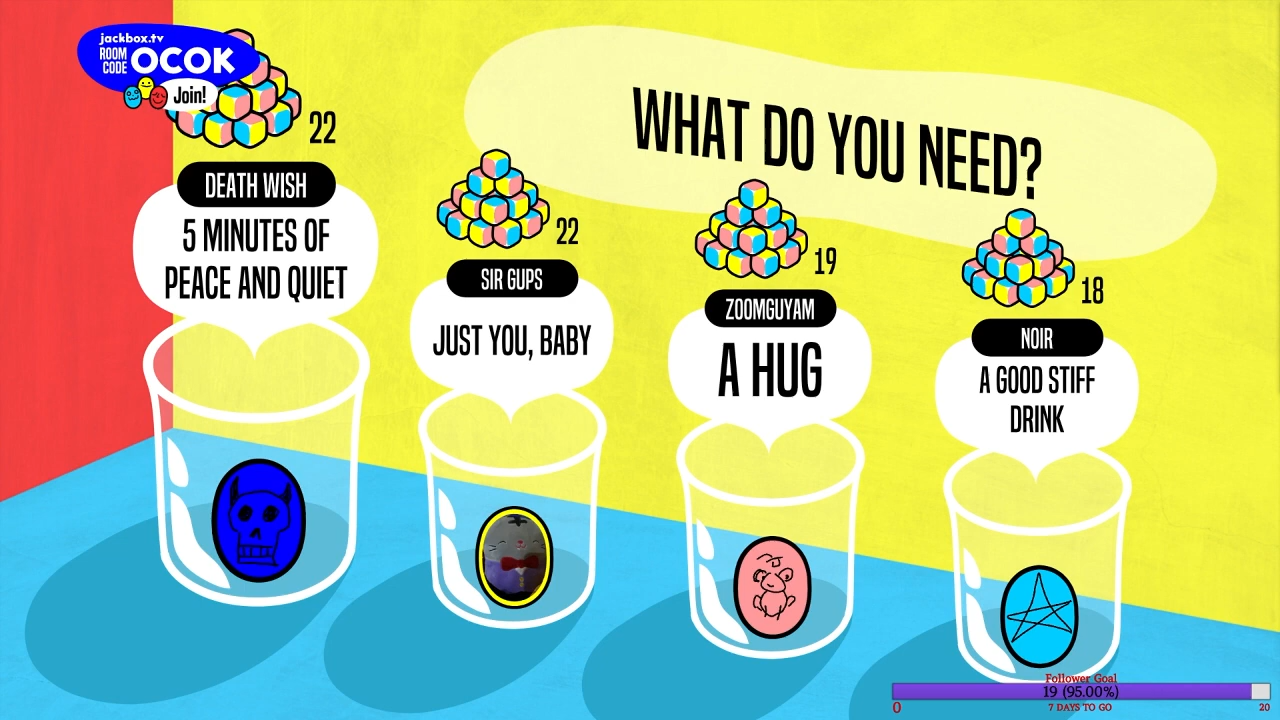 jackbox.tv
ROOM CODE OCOK
Join!
WHAT DO YOU NEED?
22
DEATH WISH
5 MINUTES OF
PEACE AND QUIET
22
SIR GUPS
JUST YOU, BABY
19
ZOOMGUYAM
A HUG
18
NOIR
A GOOD STIFF
DRINK
Follower Goal
19 (95.00%)
0
7 DAYS TO GO
20